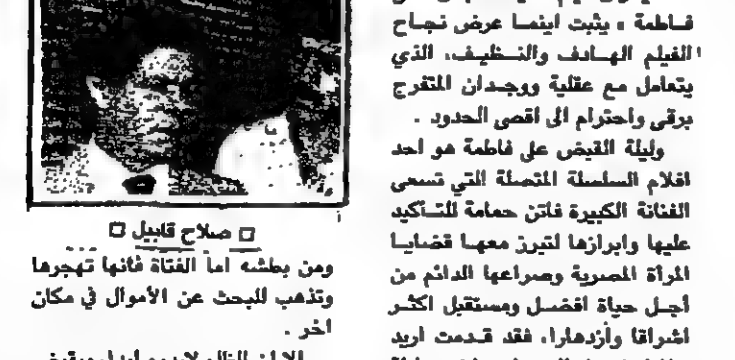 فاطمة » يثبت اينما عرض نجاح
الفيلم الهادف والنظيف، الذي
يتعامل مع عقلية ووجدان المتفرج
برقى واحترام الى اقصى الحدود .
وليلة القبض على فاطمة هو احد
افلام السلسلة المتصلة التي تسعى
الفنانة الكبيرة فاتن حمامة للتأكيد
عليها وابرازها لتبرز معها قضايا
المرأة المصرية وصراعها الدائم من
أجل حياة افضل ومستقبل اكثر
اشراقا وأزدهارا، فقد قدمت اريد
□ صلاح قابيل □
ومن بطشه اما الفتاة فأنها تهجرها
وتذهب للبحث عن الأموال في مكان
اخر .